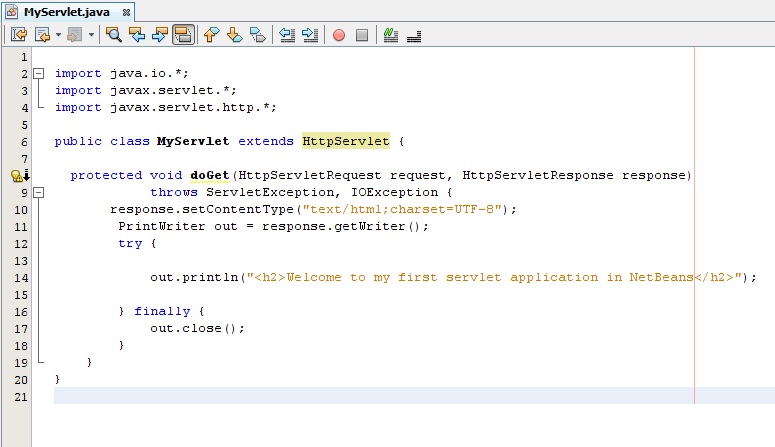 MyServlet.java
1
2 import java.io.*;
3 import javax.servlet.*;
4 import javax.servlet.http.*;
5
6 public class MyServlet extends HttpServlet {
7
protected void doGet(HttpServletRequest request, HttpServletResponse response)
9 throws ServletException, IOException {
10 response.setContentType("text/html;charset=UTF-8");
11 PrintWriter out = response.getWriter();
12 try {
13
14 out.println("<h2>Welcome to my first servlet application in NetBeans</h2>");
15
16 } finally {
17 out.close();
18 }
19 }
20 }
21